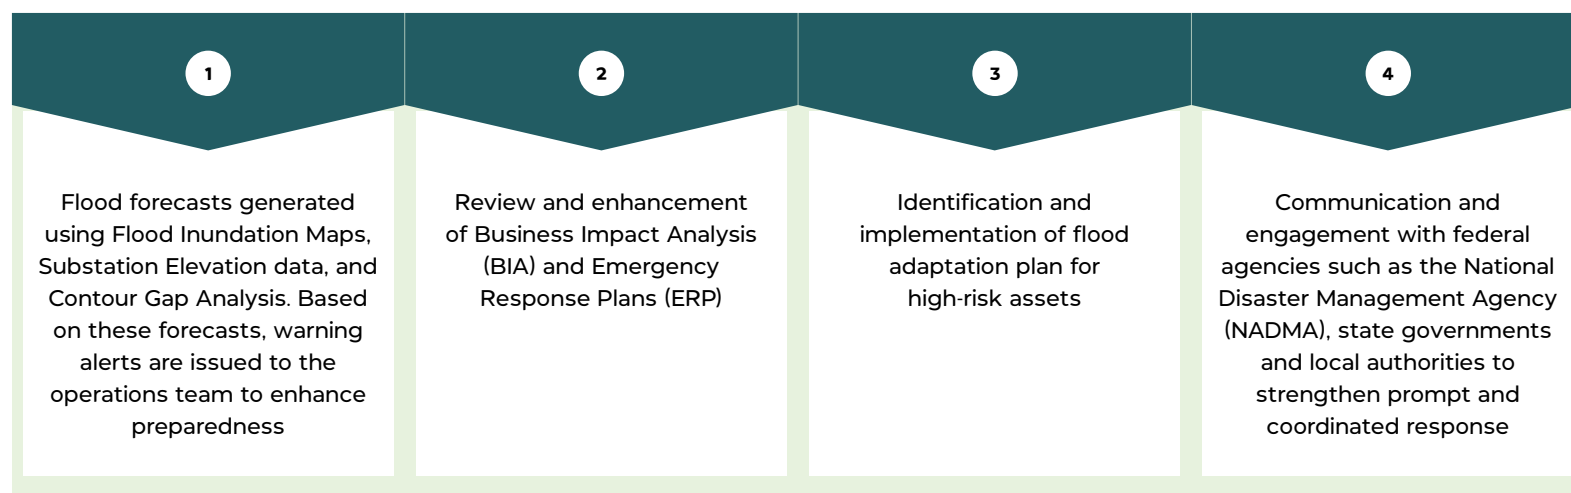 1
Flood forecasts generated
using Flood Inundation Maps,
Substation Elevation data, and
Contour Gap Analysis. Based
on these forecasts, warning
alerts are issued to the
operations team to enhance
preparedness
2
Review and enhancement
of Business Impact Analysis
(BIA) and Emergency
Response Plans (ERP)
3
Identification and
implementation of flood
adaptation plan for
high-risk assets
4
Communication and
engagement with federal
agencies such as the National
Disaster Management Agency
(NADMA), state governments
and local authorities to
strengthen prompt and
coordinated response